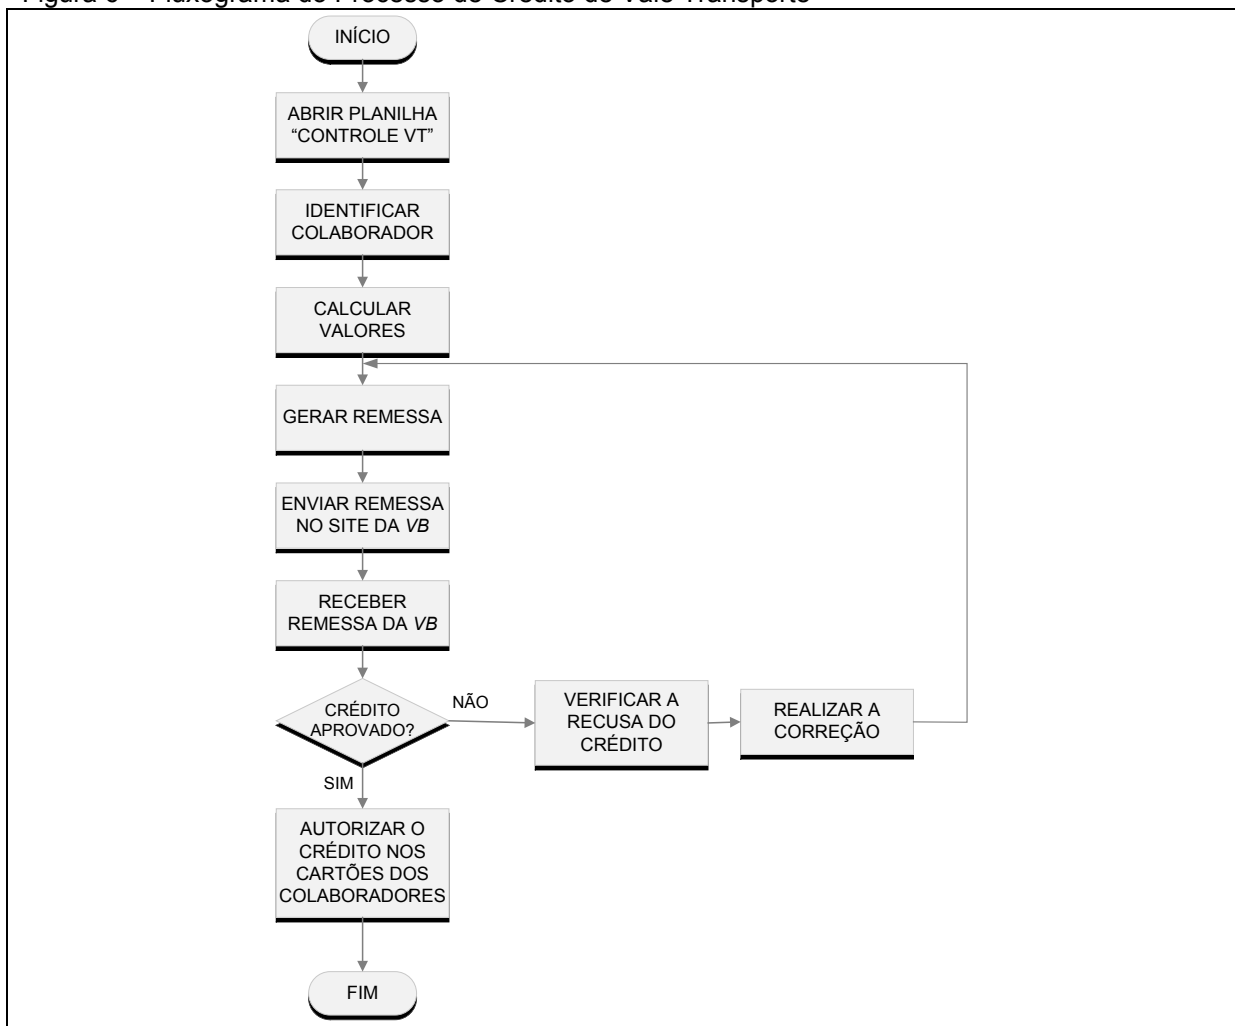 INÍCIO
ABRIR PLANILHA
“CONTROLE VT”
IDENTIFICAR
COLABORADOR
CALCULAR
VALORES
GERAR REMESSA
ENVIAR REMESSA
NO SITE DA VB
RECEBER
REMESSA DA VB
CRÉDITO
APROVADO?
NÃO
VERIFICAR A
RECUSA DO
CRÉDITO
REALIZAR A
CORREÇÃO
SIM
AUTORIZAR O
CRÉDITO NOS
CARTÕES DOS
COLABORADORES
FIM